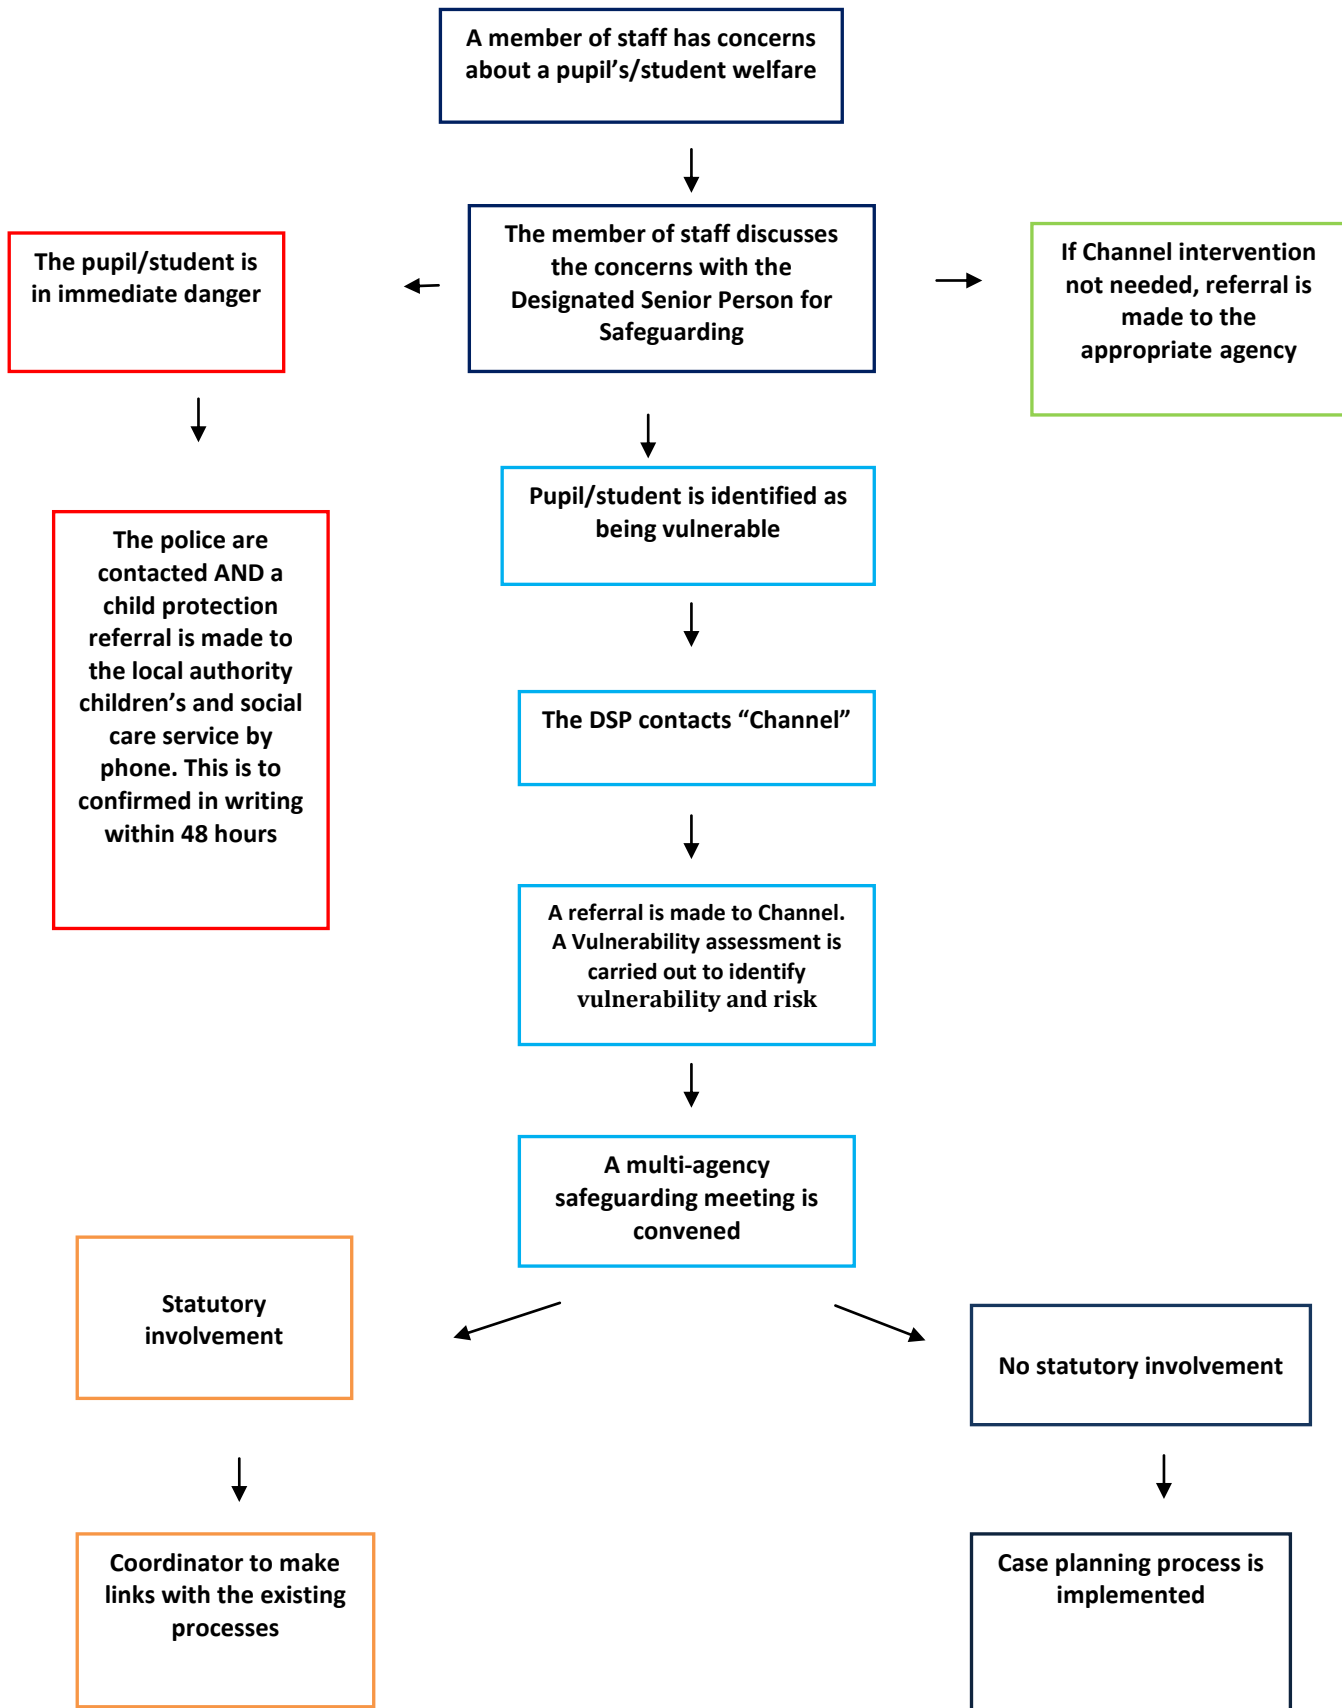 A member of staff has concerns
about a pupil’s/student welfare
The pupil/student is
in immediate danger
The member of staff discusses
the concerns with the
Designated Senior Person for
Safeguarding
If Channel intervention
not needed, referral is
made to the
appropriate agency
The police are
contacted AND a
child protection
referral is made to
the local authority
children’s and social
care service by
phone. This is to
confirmed in writing
within 48 hours
Pupil/student is identified as
being vulnerable
The DSP contacts “Channel”
A referral is made to Channel.
A Vulnerability assessment is
carried out to identify
vulnerability and risk
A multi-agency
safeguarding meeting is
convened
Statutory
involvement
No statutory involvement
Coordinator to make
links with the existing
processes
Case planning process is
implemented